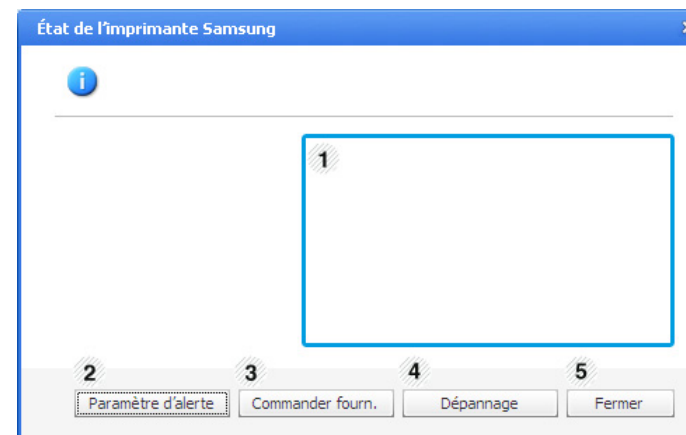 État de l'imprimante Samsung
1
2 3 4 5
Paramètre d'alerte Commander fourn. Dépannage Fermer